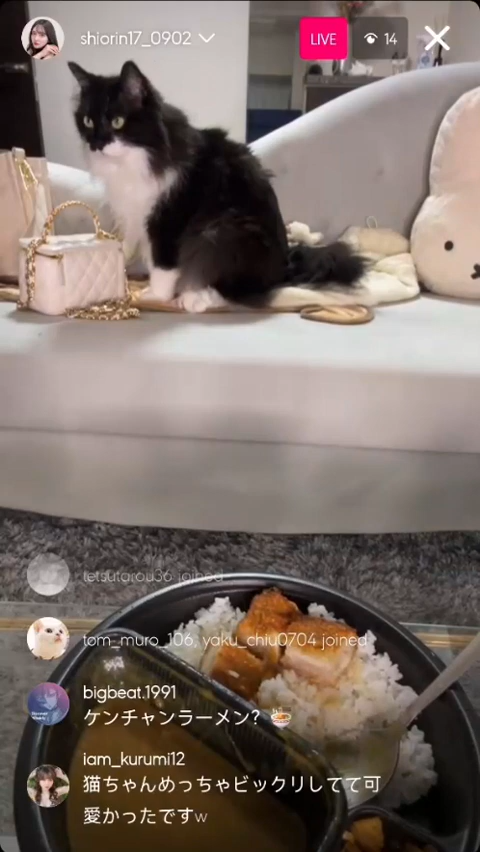 shiorin17_0902
LIVE
14
tetsutarou36 joined
tom_muro_106, yaku_chiu0704 joined
bigbeat.1991
ケンチャンラーメン? 🍜
iam_kurumi12
猫ちゃんめっちゃビックリしてて可
愛かったですw